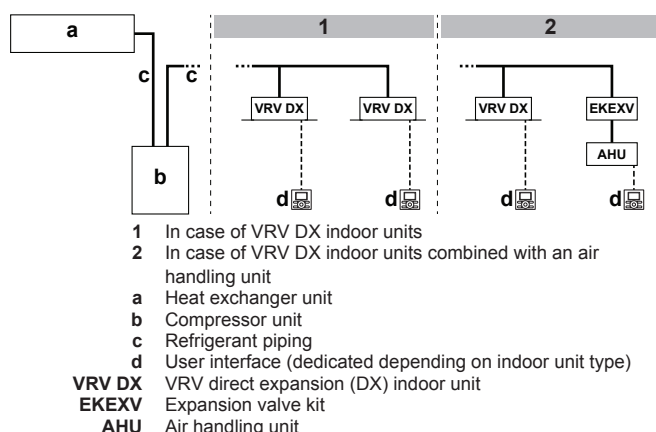 a
1
2
c
c
VRV DX
VRV DX
VRV DX
EKEXV
AHU
b
d
d
d
d
1 In case of VRV DX indoor units
2 In case of VRV DX indoor units combined with an air
handling unit
a Heat exchanger unit
b Compressor unit
c Refrigerant piping
d User interface (dedicated depending on indoor unit type)
VRV DX VRV direct expansion (DX) indoor unit
EKEXV Expansion valve kit
AHU Air handling unit